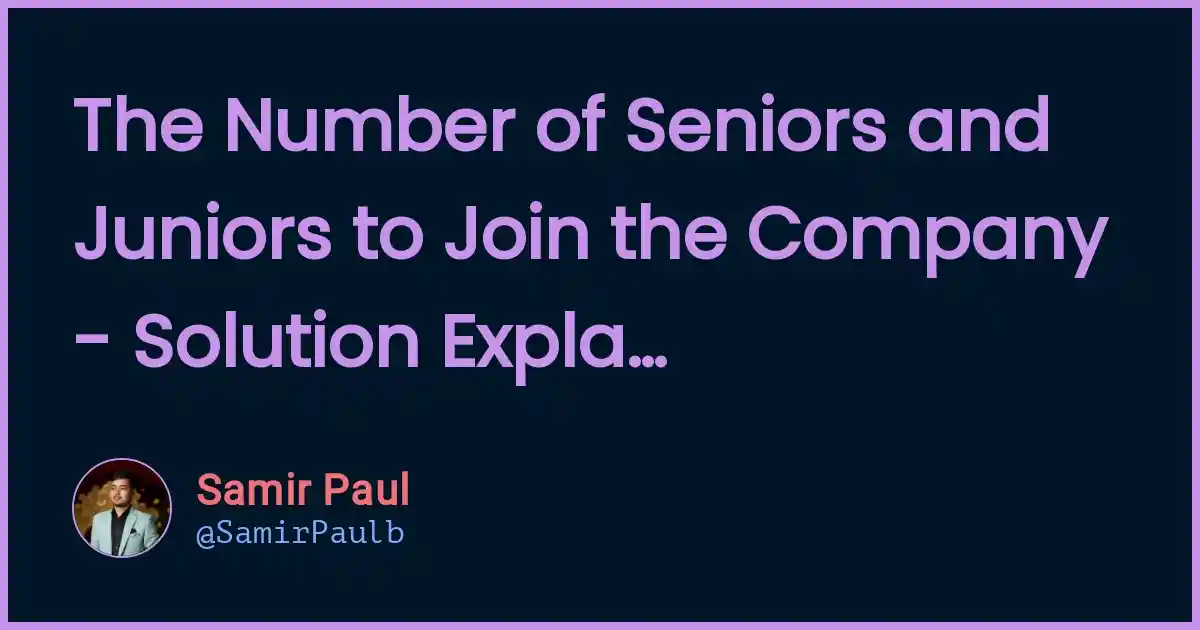 The Number of Seniors and
Juniors to Join the Company
- Solution Expla...
Samir Paul
@SamirPaulb